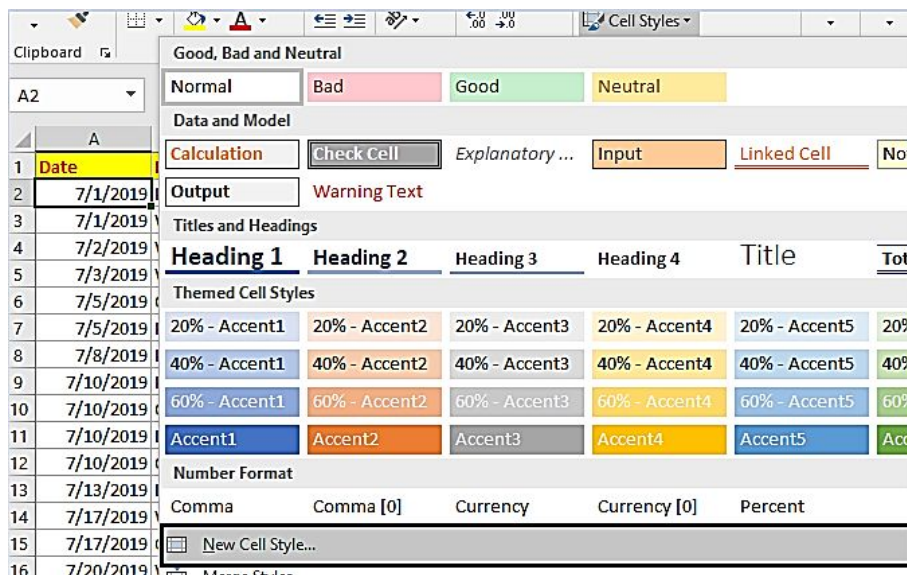 Cell Styles
Clipboard
Good, Bad and Neutral
A2
Normal Bad Good Neutral
Data and Model
A
Calculation Check Cell Explanatory ... Input Linked Cell
1 Date
2 7/1/2019 Output Warning Text
3 7/1/2019 Titles and Headings
4 7/2/2019 Heading 1 Heading 2 Heading 3 Heading 4 Title
5 7/3/2019
6 7/5/2019 Themed Cell Styles
7 7/5/2019 20% - Accent1 20% - Accent2 20% - Accent3 20% - Accent4 20% - Accent5 20%
8 7/8/2019 40% - Accent1 40% - Accent2 40% - Accent3 40% - Accent4 40% - Accent5
9 7/10/2019
10 7/10/2019 60% - Accent1 60% - Accent2 60% - Accent3 60% - Accent4 60% - Accent5
11 7/10/2019 Accent1 Accent2 Accent3 Accent4 Accent5
12 7/10/2019 Number Format
13 7/13/2019
14 7/17/2019 Comma Comma [0] Currency Currency [0] Percent
15 7/17/2019 New Cell Style...
16 7/20/2019